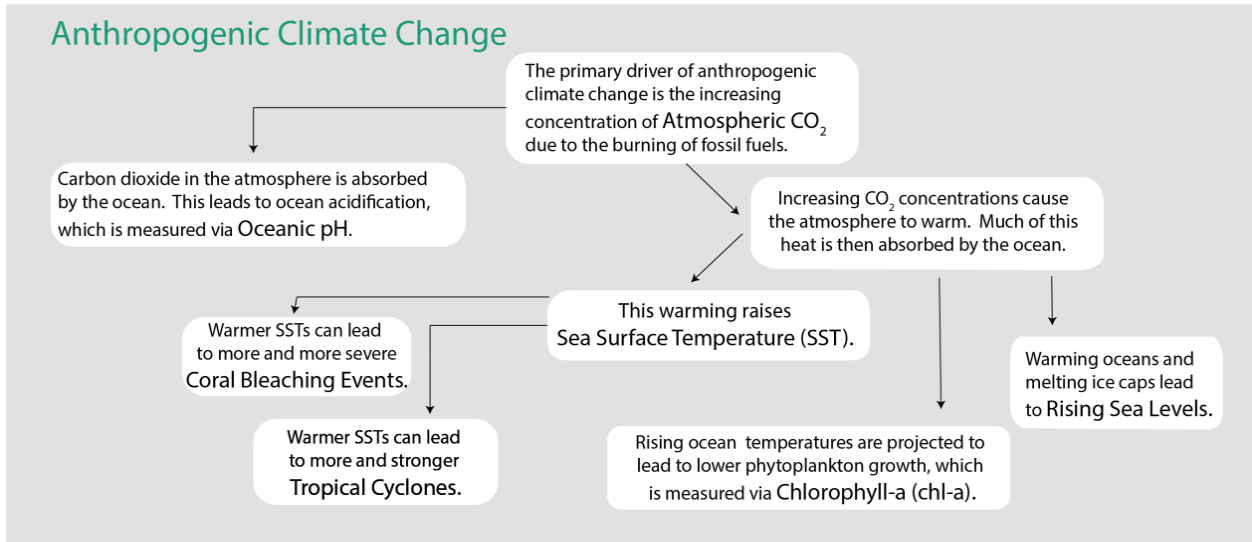 Anthropogenic Climate Change
The primary driver of anthropogenic
climate change is the increasing
concentration of Atmospheric CO₂
due to the burning of fossil fuels.
Carbon dioxide in the atmosphere is absorbed
by the ocean. This leads to ocean acidification,
which is measured via Oceanic pH.
Increasing CO₂ concentrations cause
the atmosphere to warm. Much of this
heat is then absorbed by the ocean.
This warming raises
Sea Surface Temperature (SST).
Warmer SSTs can lead
to more and more severe
Coral Bleaching Events.
Warming oceans and
melting ice caps lead
to Rising Sea Levels.
Warmer SSTs can lead
to more and stronger
Tropical Cyclones.
Rising ocean temperatures are projected to
lead to lower phytoplankton growth, which
is measured via Chlorophyll-a (chl-a).